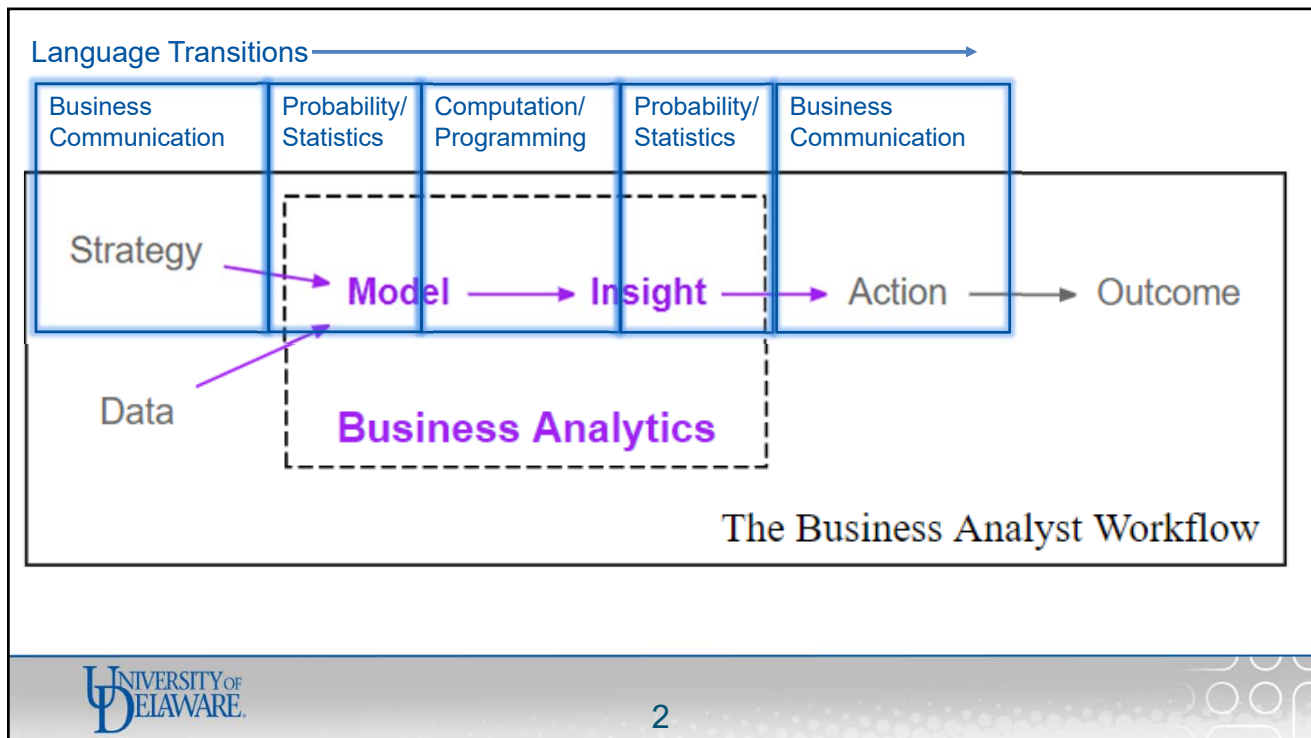 Language Transitions
Business
Communication
Probability/
Statistics
Computation/
Programming
Probability/
Statistics
Business
Communication
Strategy
Model
Insight
Action
Outcome
Data
Business Analytics
The Business Analyst Workflow
UNIVERSITY OF
DELAWARE.
2